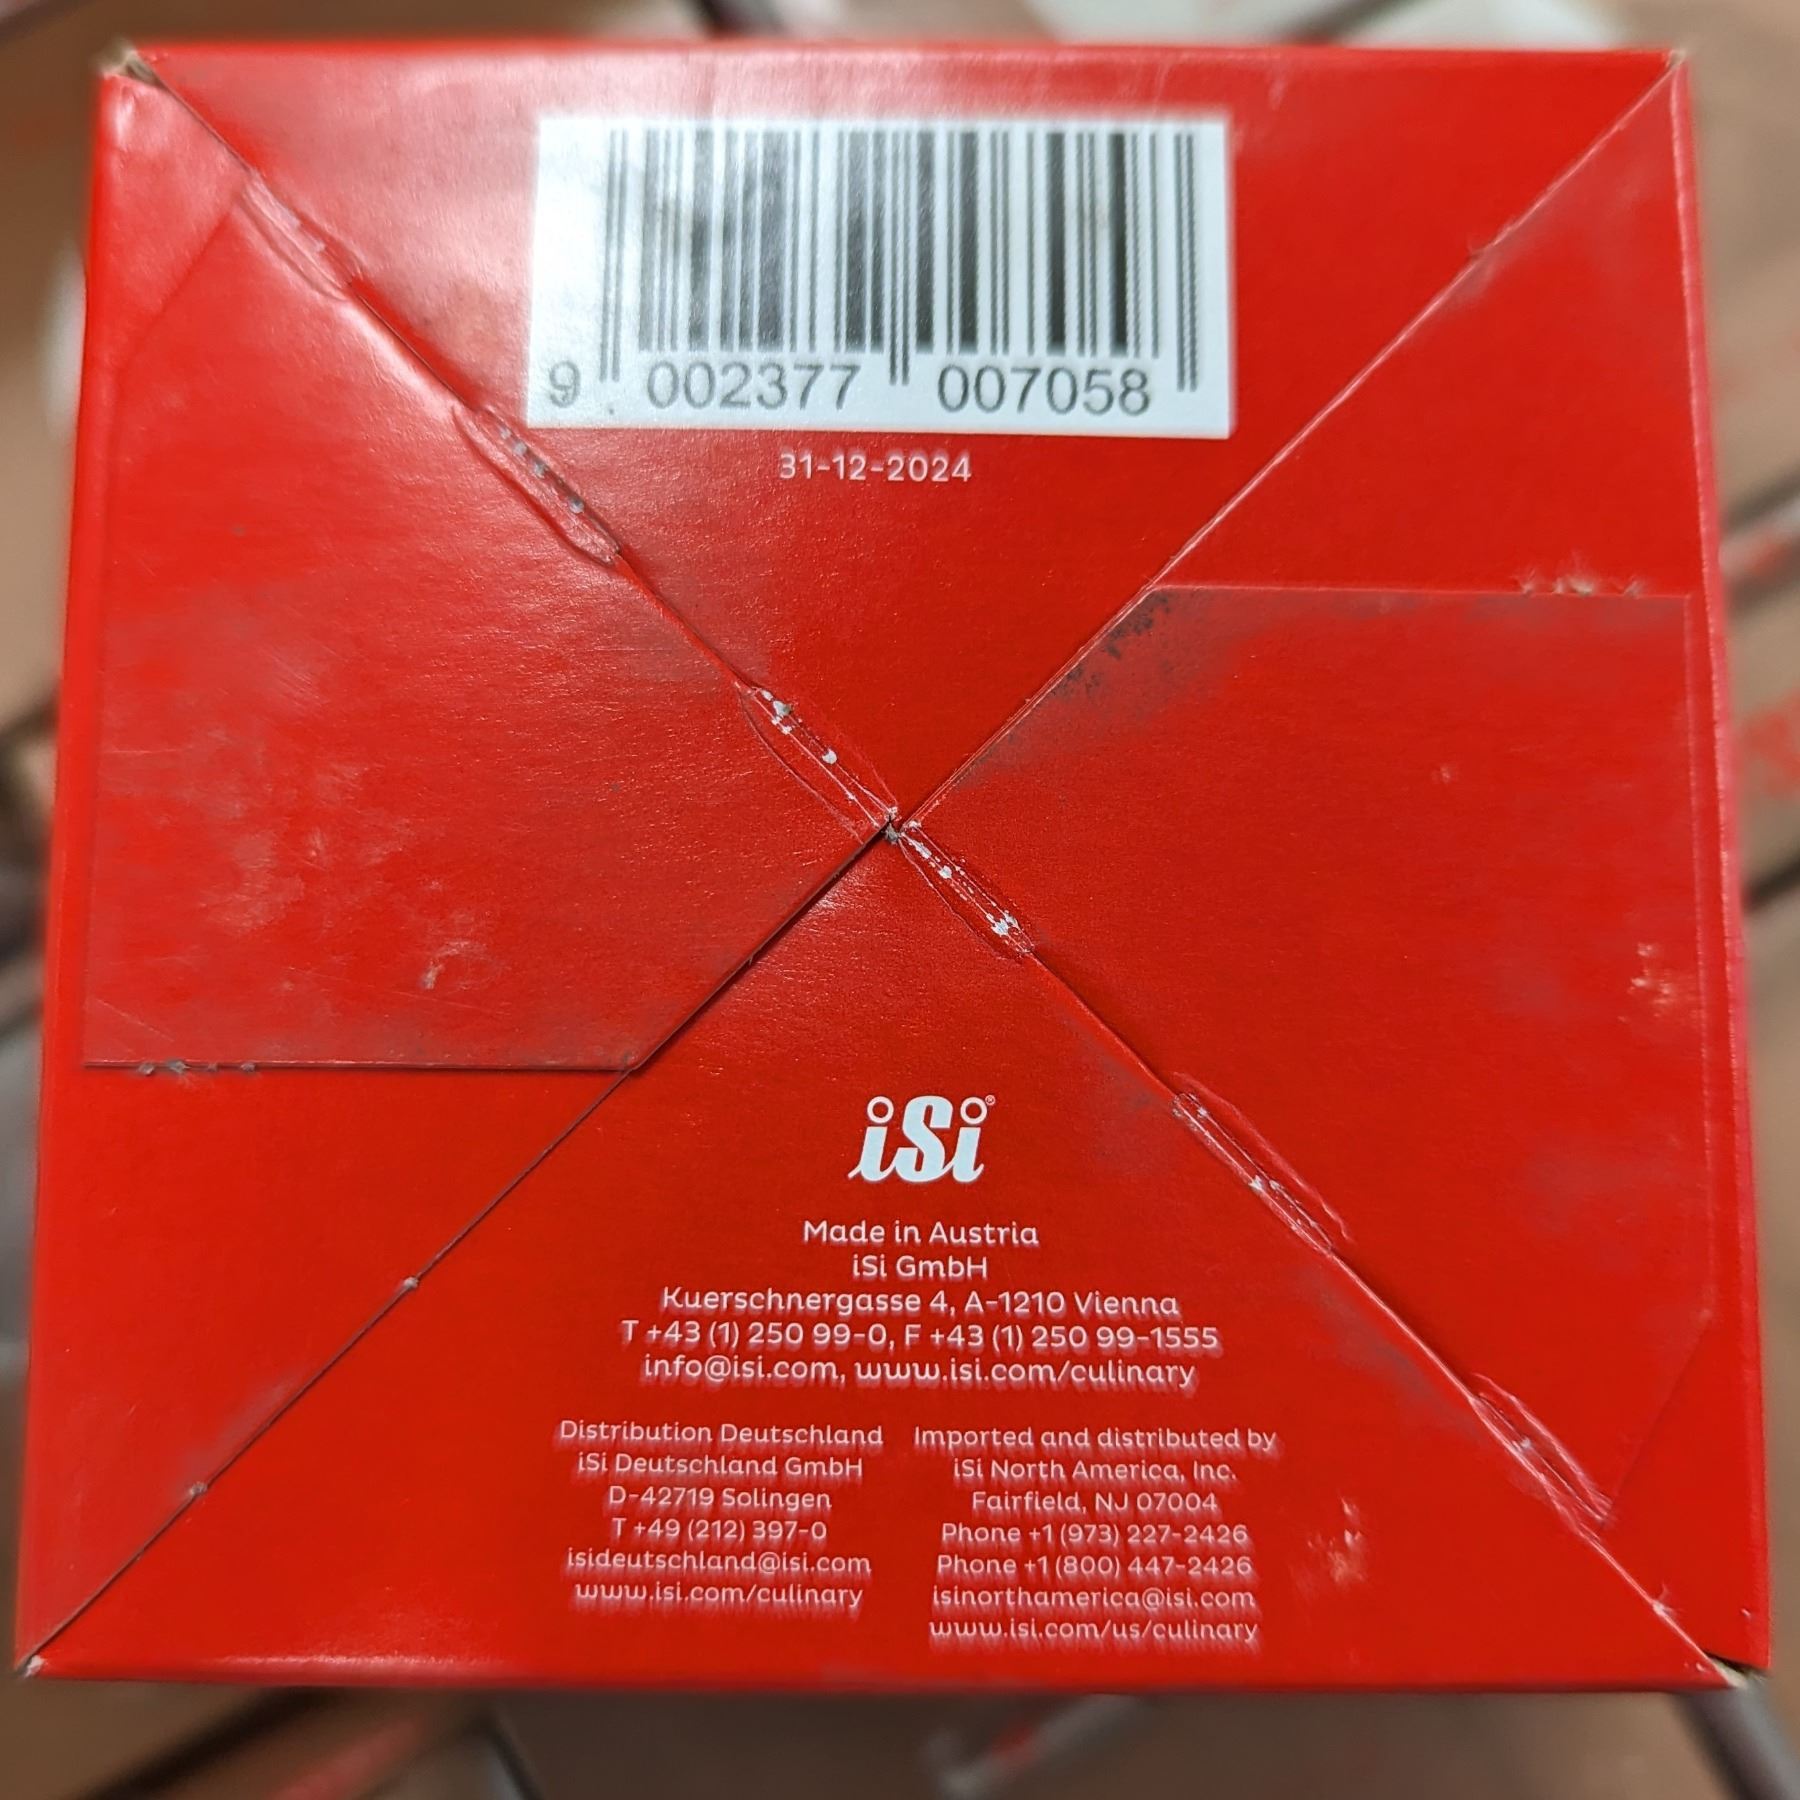 9 002377 007058
31-12-2024
iSi®
Made in Austria
iSi GmbH
Kuerschnergasse 4, A-1210 Vienna
T +43 (1) 250 99-0, F +43 (1) 250 99-1555
info@isi.com, www.isi.com/culinary
Distribution Deutschland
iSi Deutschland GmbH
D-42719 Solingen
T +49 (212) 397-0
isideutschland@isi.com
www.isi.com/culinary
Imported and distributed by
iSi North America, Inc.
Fairfield, NJ 07004
Phone +1 (973) 227-2426
Phone +1 (800) 447-2426
isinorthamerica@isi.com
www.isi.com/us/culinary